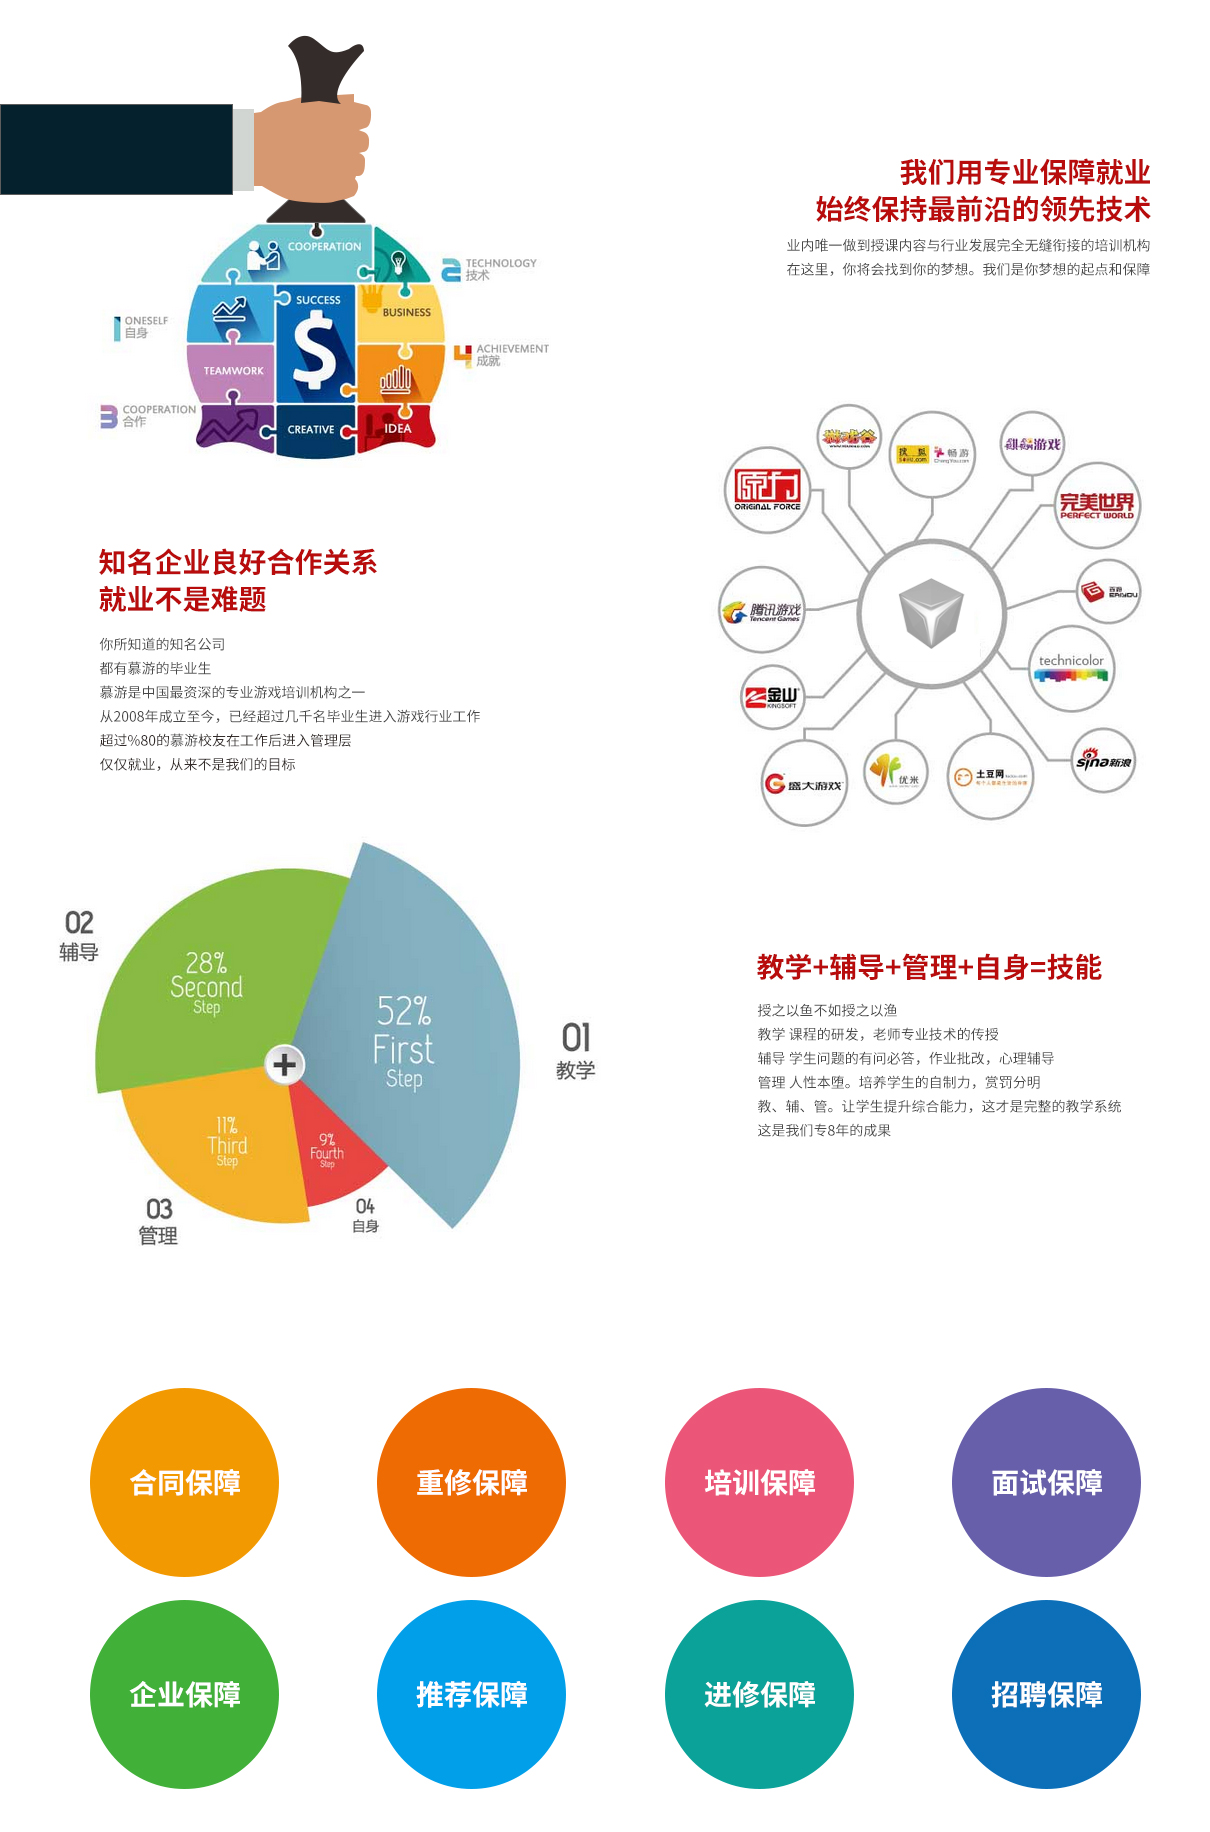 我们用专业保障就业
始终保持最前沿的领先技术
业内唯一做到授课内容与行业发展完全无缝衔接的培训机构
在这里，你将会找到你的梦想。我们是你梦想的起点和保障
COOPERATION
TECHNOLOGY
技术
SUCCESS
$
BUSINESS
ONESELF
自身
4 ACHIEVEMENT
成就
TEAMWORK
3 COOPERATION
合作
CREATIVE
IDEA
搜狐
畅游
ChangYou.com
麒麟游戏
原力
ORIGINAL FORCE
完美世界
PERFECT WORLD
知名企业良好合作关系
就业不是难题
腾讯游戏
Tencent Games
technicolor
金山
KINGSOFT
sina新浪
盛大游戏
优米
土豆网
你所知道的知名公司
都有慕游的毕业生
慕游是中国最资深的专业游戏培训机构之一
从2008年成立至今，已经超过几千名毕业生进入游戏行业工作
超过%80的慕游校友在工作后进入管理层
仅仅就业，从来不是我们的目标
02
辅导
28%
Second
Step
52%
First
Step
01
教学
11%
Third
Step
9%
Fourth
Step
03
管理
04
自身
教学+辅导+管理+自身=技能
授之以鱼不如授之以渔
教学 课程的研发，老师专业技术的传授
辅导 学生问题的有问必答，作业批改，心理辅导
管理 人性本堕。培养学生的自制力，赏罚分明
教、辅、管。让学生提升综合能力，这才是完整的教学系统
这是我们专8年的成果
合同保障
重修保障
培训保障
面试保障
企业保障
推荐保障
进修保障
招聘保障